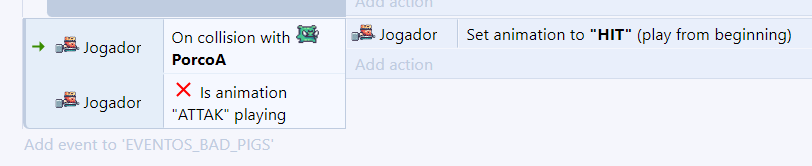 Add action
Jogador
On collision with
PorcoA
Jogador
Set animation to "HIT" (play from beginning)
Add action
Jogador
Is animation
"ATTAK" playing
Add event to 'EVENTOS_BAD_PIGS'